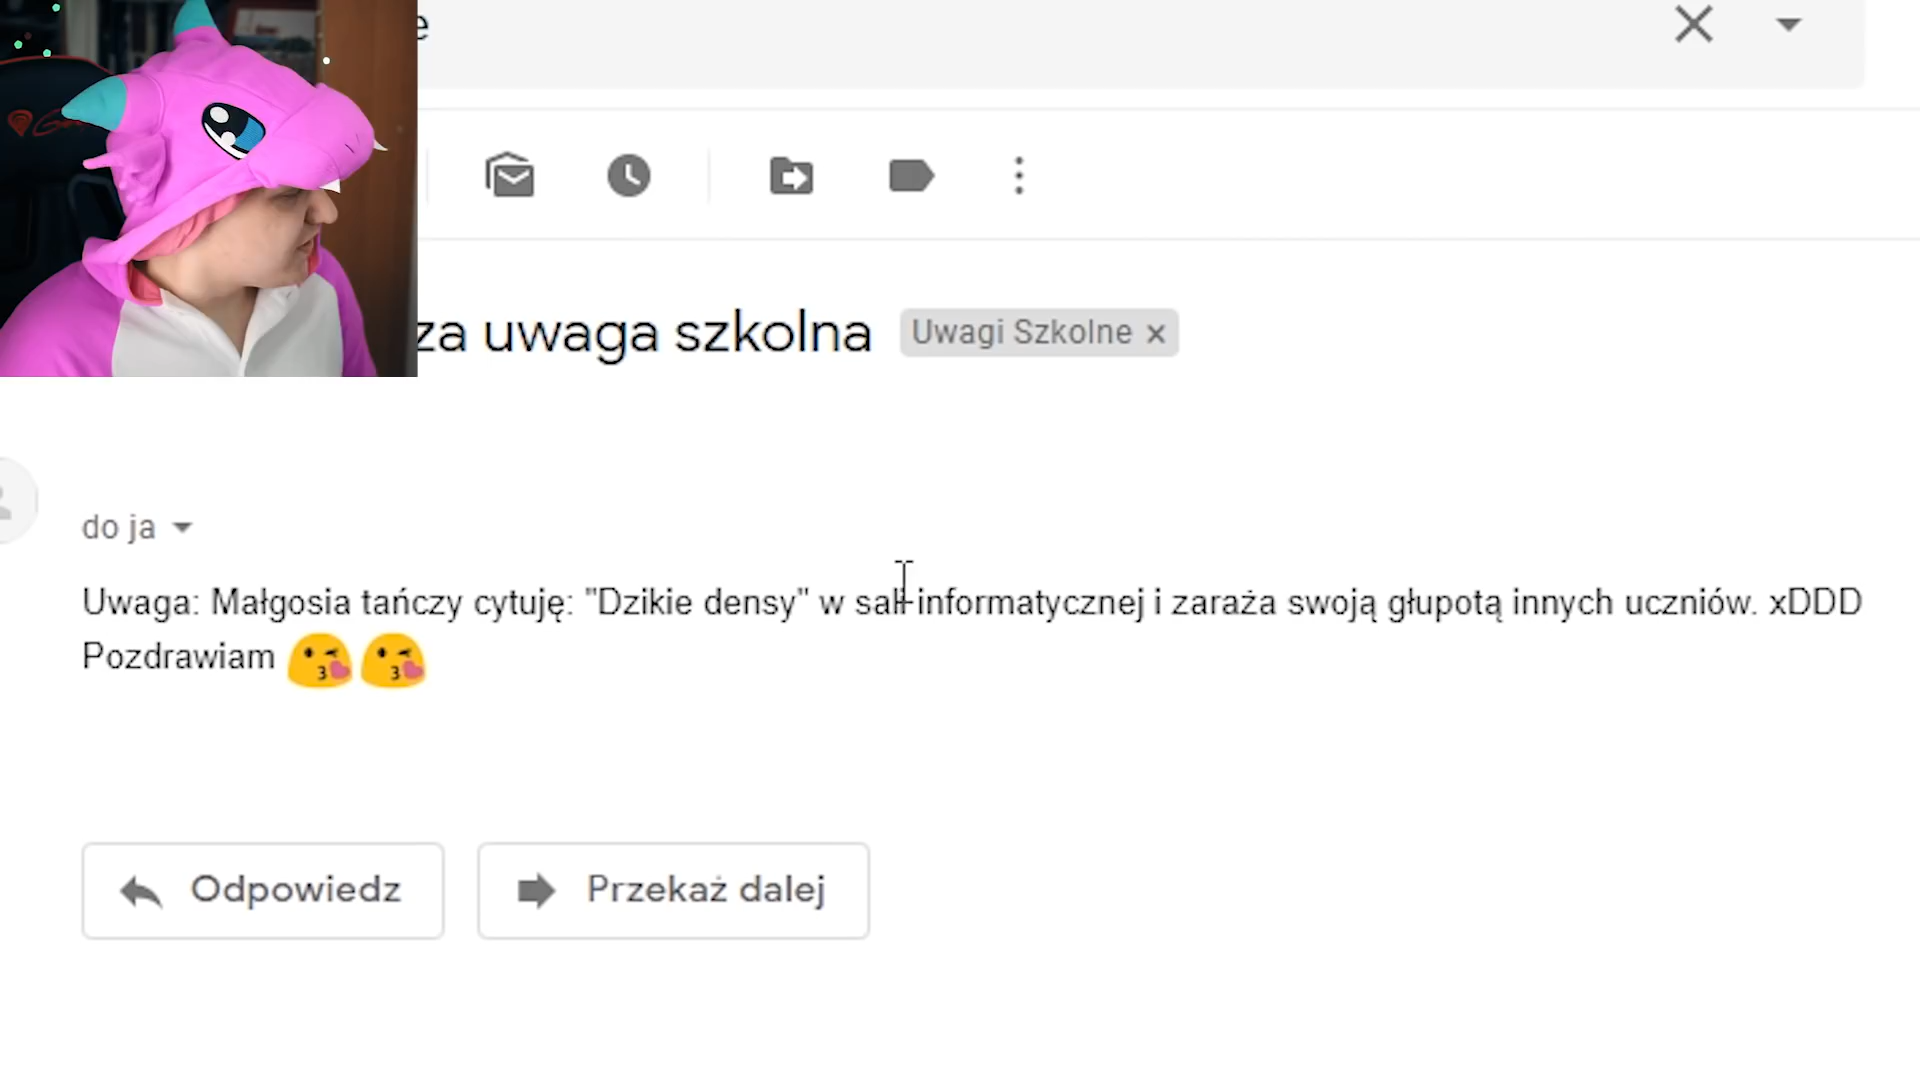 za uwaga szkolna
Uwagi Szkolne
do ja
Uwaga: Małgosia tańczy cytuję: "Dzikie densy" w sali informatycznej i zaraża swoją głupotą innych uczniów. xDDD
Pozdrawiam 😘😘
Odpowiedz
Przekaż dalej